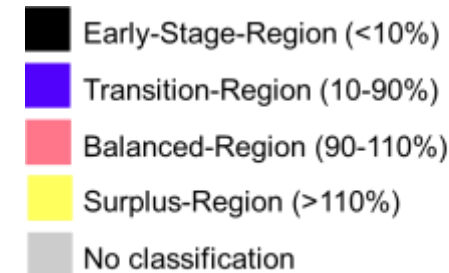 Early-Stage-Region (<10%)
Transition-Region (10-90%)
Balanced-Region (90-110%)
Surplus-Region (>110%)
No classification